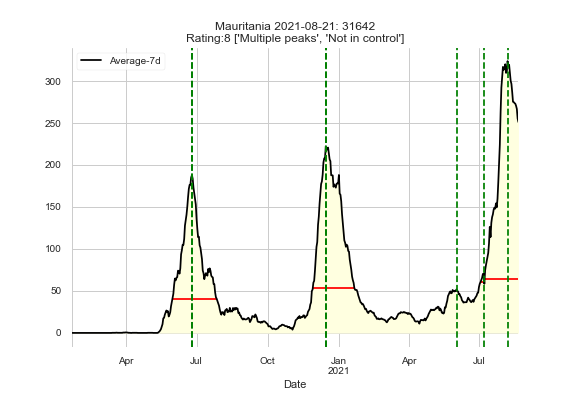 Mauritania 2021-08-21: 31642
Rating:8 ['Multiple peaks', 'Not in control']
Average-7d
300
250
200
150
100
50
0
Apr Jul Oct Jan Apr Jul
2021
Date